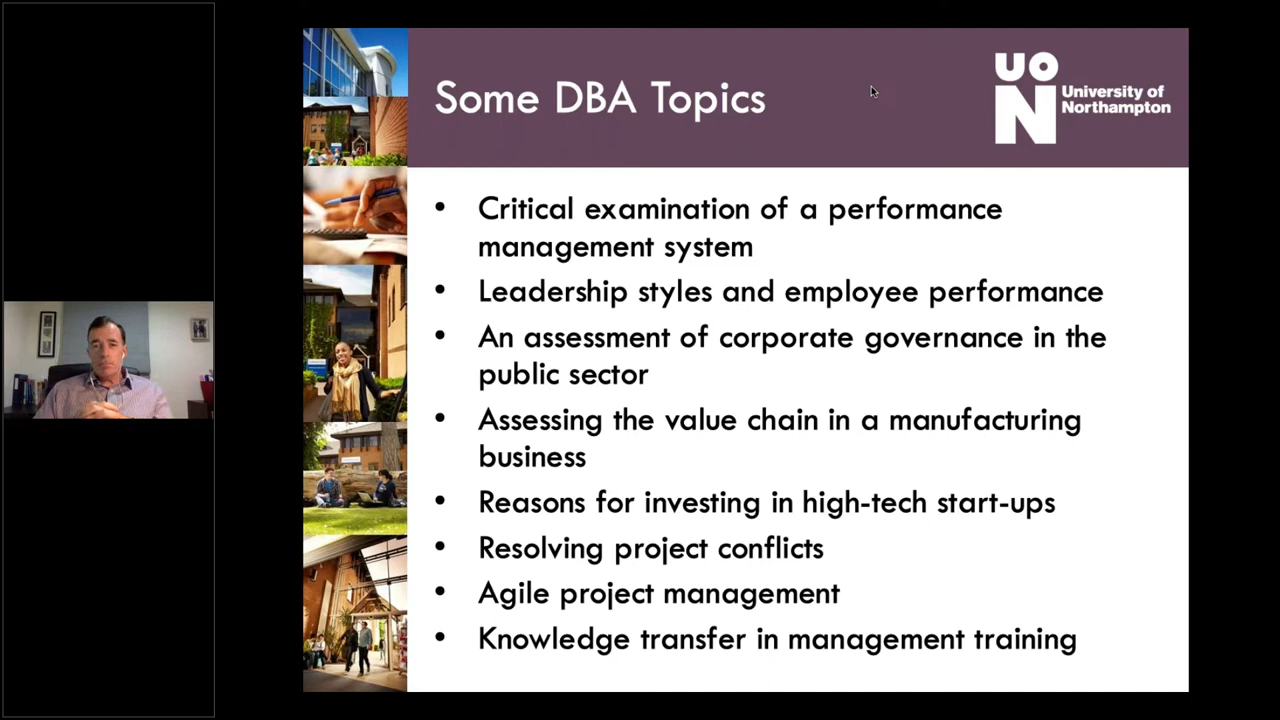 Some DBA Topics
UON
University of
Northampton
• Critical examination of a performance
management system
• Leadership styles and employee performance
• An assessment of corporate governance in the
public sector
• Assessing the value chain in a manufacturing
business
• Reasons for investing in high-tech start-ups
• Resolving project conflicts
• Agile project management
• Knowledge transfer in management training